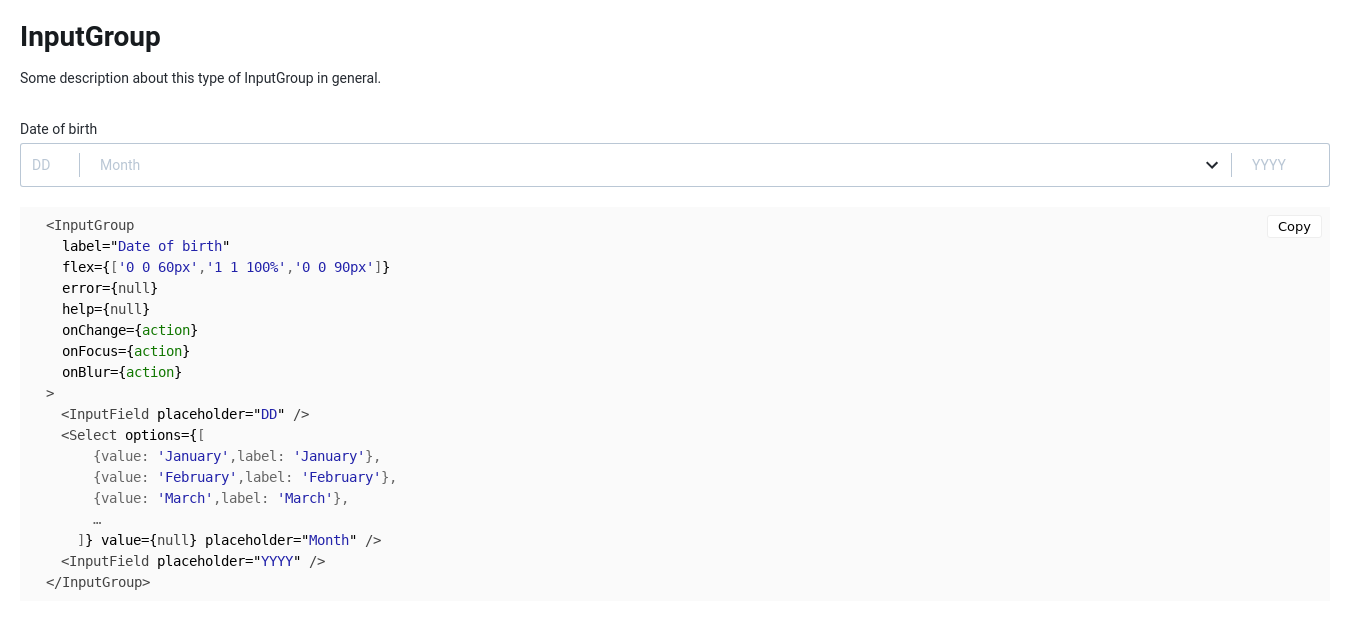 InputGroup
Some description about this type of InputGroup in general.
Date of birth
DD Month YYYY
Copy
<InputGroup
  label="Date of birth"
  flex={['0 0 60px','1 1 100%','0 0 90px']}
  error={null}
  help={null}
  onChange={action}
  onFocus={action}
  onBlur={action}
>
  <InputField placeholder="DD" />
  <Select options={[
      {value: 'January',label: 'January'},
      {value: 'February',label: 'February'},
      {value: 'March',label: 'March'},
      …
    ]} value={null} placeholder="Month" />
  <InputField placeholder="YYYY" />
</InputGroup>